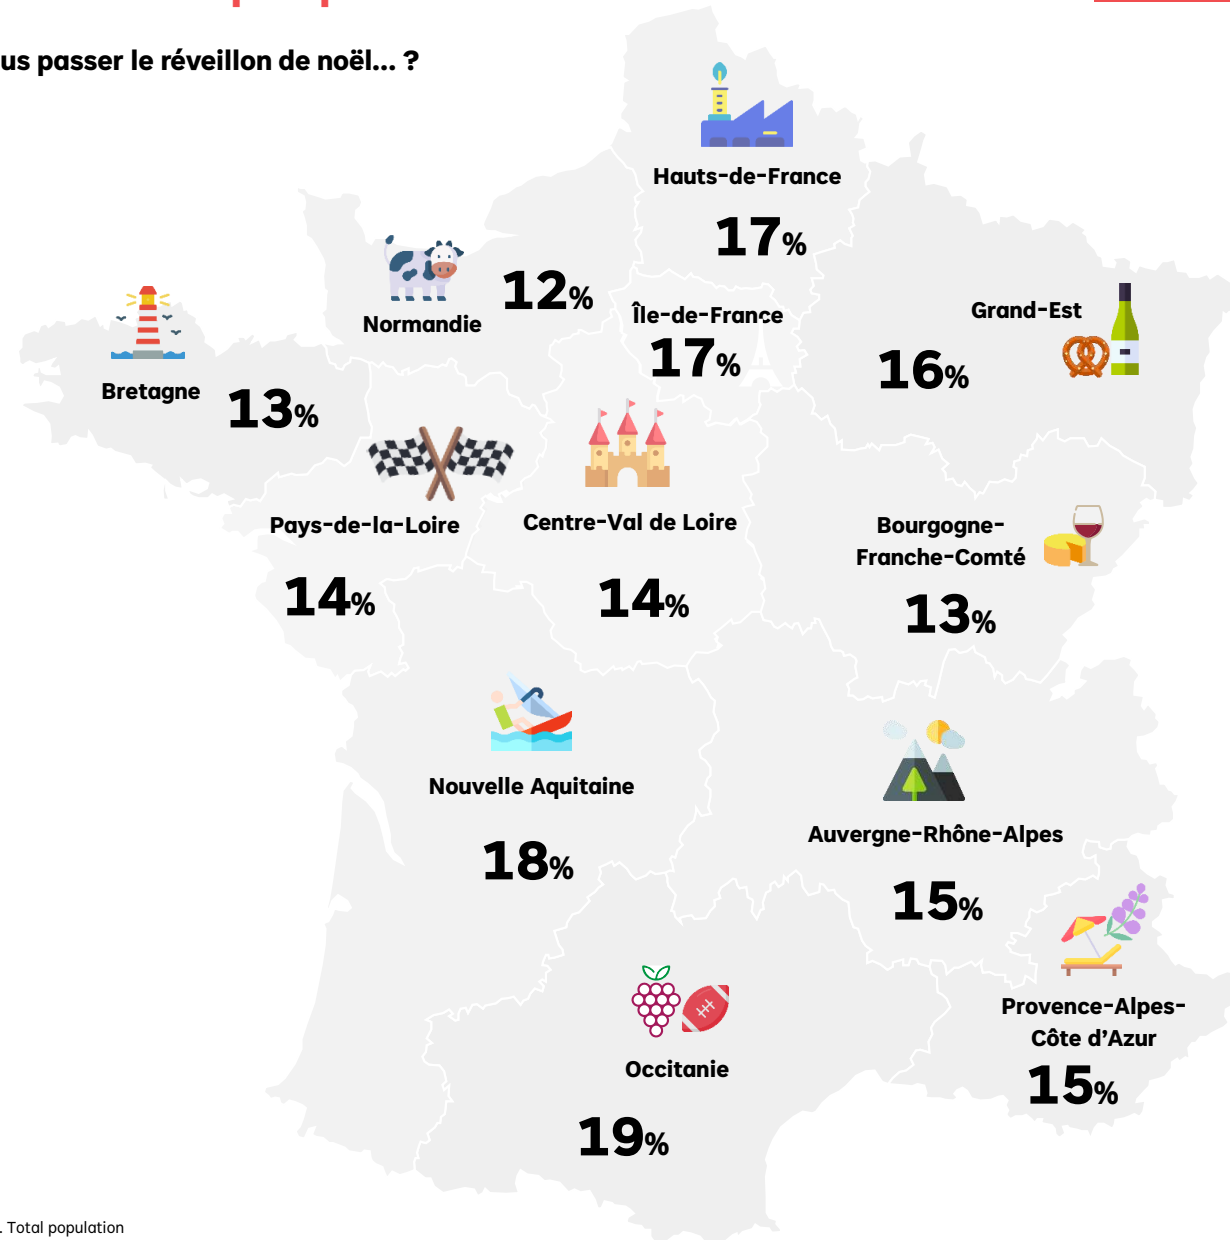 us passer le réveillon de noël... ?
Hauts-de-France
17%
Normandie
12%
Île-de-France
17%
Grand-Est
16%
Bretagne
13%
Pays-de-la-Loire
14%
Centre-Val de Loire
14%
Bourgogne-
Franche-Comté
13%
Nouvelle Aquitaine
18%
Auvergne-Rhône-Alpes
15%
Provence-Alpes-
Côte d’Azur
15%
Occitanie
19%
. Total population